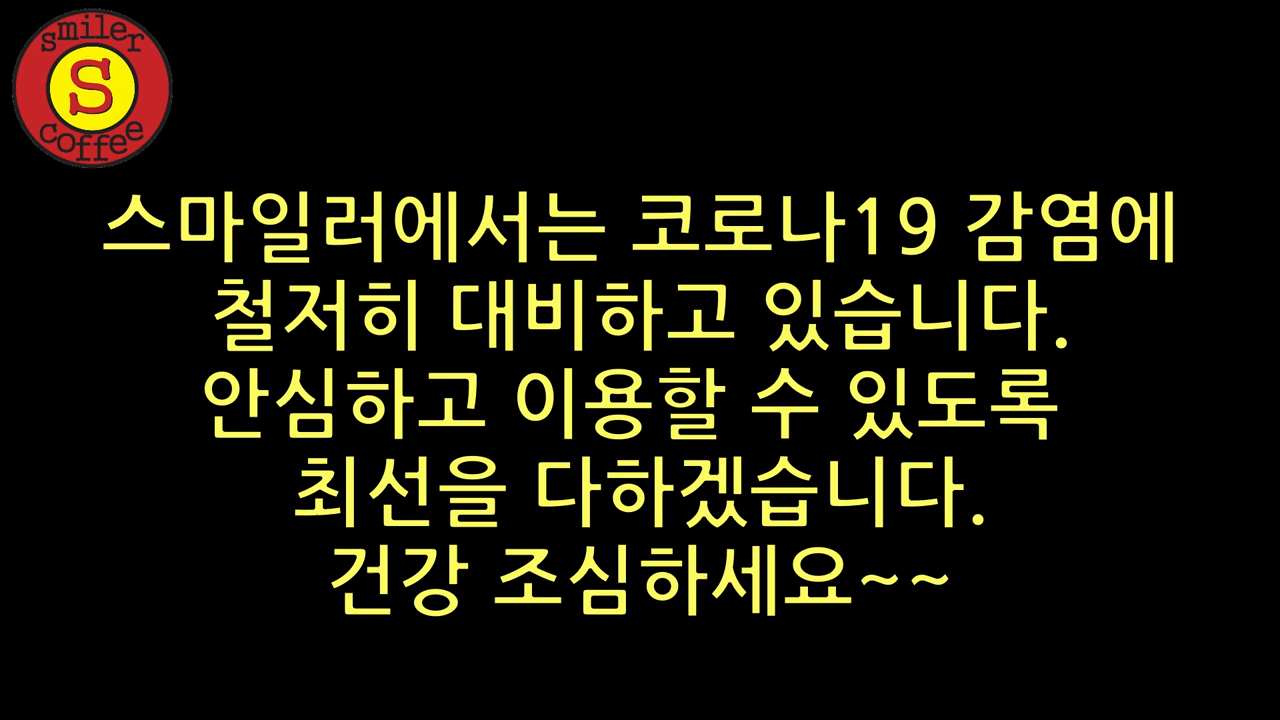 smiler
S
coffee
스마일러에서는 코로나19 감염에
철저히 대비하고 있습니다.
안심하고 이용할 수 있도록
최선을 다하겠습니다.
건강 조심하세요~~